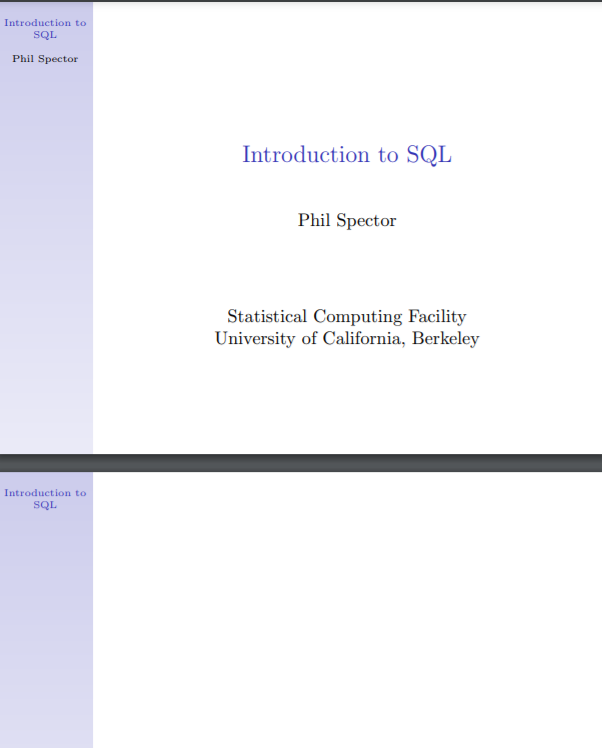 Introduction to
SQL
Phil Spector
Introduction to SQL
Phil Spector
Statistical Computing Facility
University of California, Berkeley
Introduction to
SQL